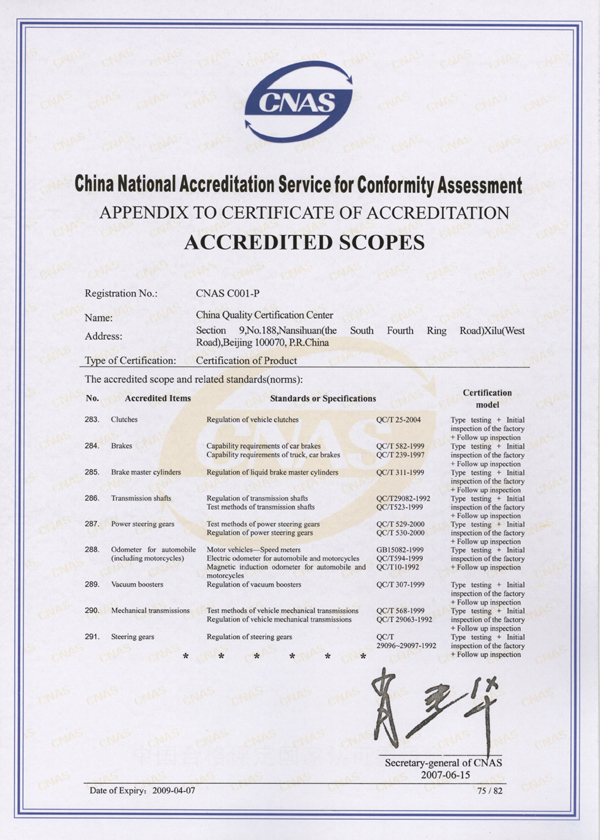 CNAS
China National Accreditation Service for Conformity Assessment
APPENDIX TO CERTIFICATE OF ACCREDITATION
ACCREDITED SCOPES
Registration No.: CNAS C001-P
Name: China Quality Certification Center
Address: Section 9,No.188,Nansihuan(the South Fourth Ring Road)Xilu(West
Road),Beijing 100070, P.R.China
Type of Certification: Certification of Product
The accredited scope and related standards(norms):
No. Accredited Items Standards or Specifications Certification
model
283. Clutches Regulation of vehicle clutches QC/T 25-2004 Type testing + Initial
inspection of the factory
+ Follow up inspection
284. Brakes Capability requirements of car brakes QC/T 582-1999 Type testing + Initial
Capability requirements of truck, car brakes QC/T 239-1997 inspection of the factory
+ Follow up inspection
285. Brake master cylinders Regulation of liquid brake master cylinders QC/T 311-1999 Type testing + Initial
inspection of the factory
+ Follow up inspection
286. Transmission shafts Regulation of transmission shafts QC/T29082-1992 Type testing + Initial
Test methods of transmission shafts QC/T523-1999 inspection of the factory
+ Follow up inspection
287. Power steering gears Test methods of power steering gears QC/T 529-2000 Type testing + Initial
Regulation of power steering gears QC/T 530-2000 inspection of the factory
+ Follow up inspection
288. Odometer for automobile Motor vehicles—Speed meters GB15082-1999 Type testing + Initial
(including motorcycles) Electric odometer for automobile and motorcycles QC/T594-1999 inspection of the factory
Magnetic induction odometer for automobile and QC/T10-1992 + Follow up inspection
motorcycles
289. Vacuum boosters Regulation of vacuum boosters QC/T 307-1999 Type testing + Initial
inspection of the factory
+ Follow up inspection
290. Mechanical transmissions Test methods of vehicle mechanical transmissions QC/T 568-1999 Type testing + Initial
Regulation of vehicle mechanical transmissions QC/T 29063-1992 inspection of the factory
+ Follow up inspection
291. Steering gears Regulation of steering gears QC/T Type testing + Initial
29096~29097-1992 inspection of the factory
+ Follow up inspection
* * * * * *
Secretary-general of CNAS
2007-06-15
Date of Expiry: 2009-04-07 75 / 82